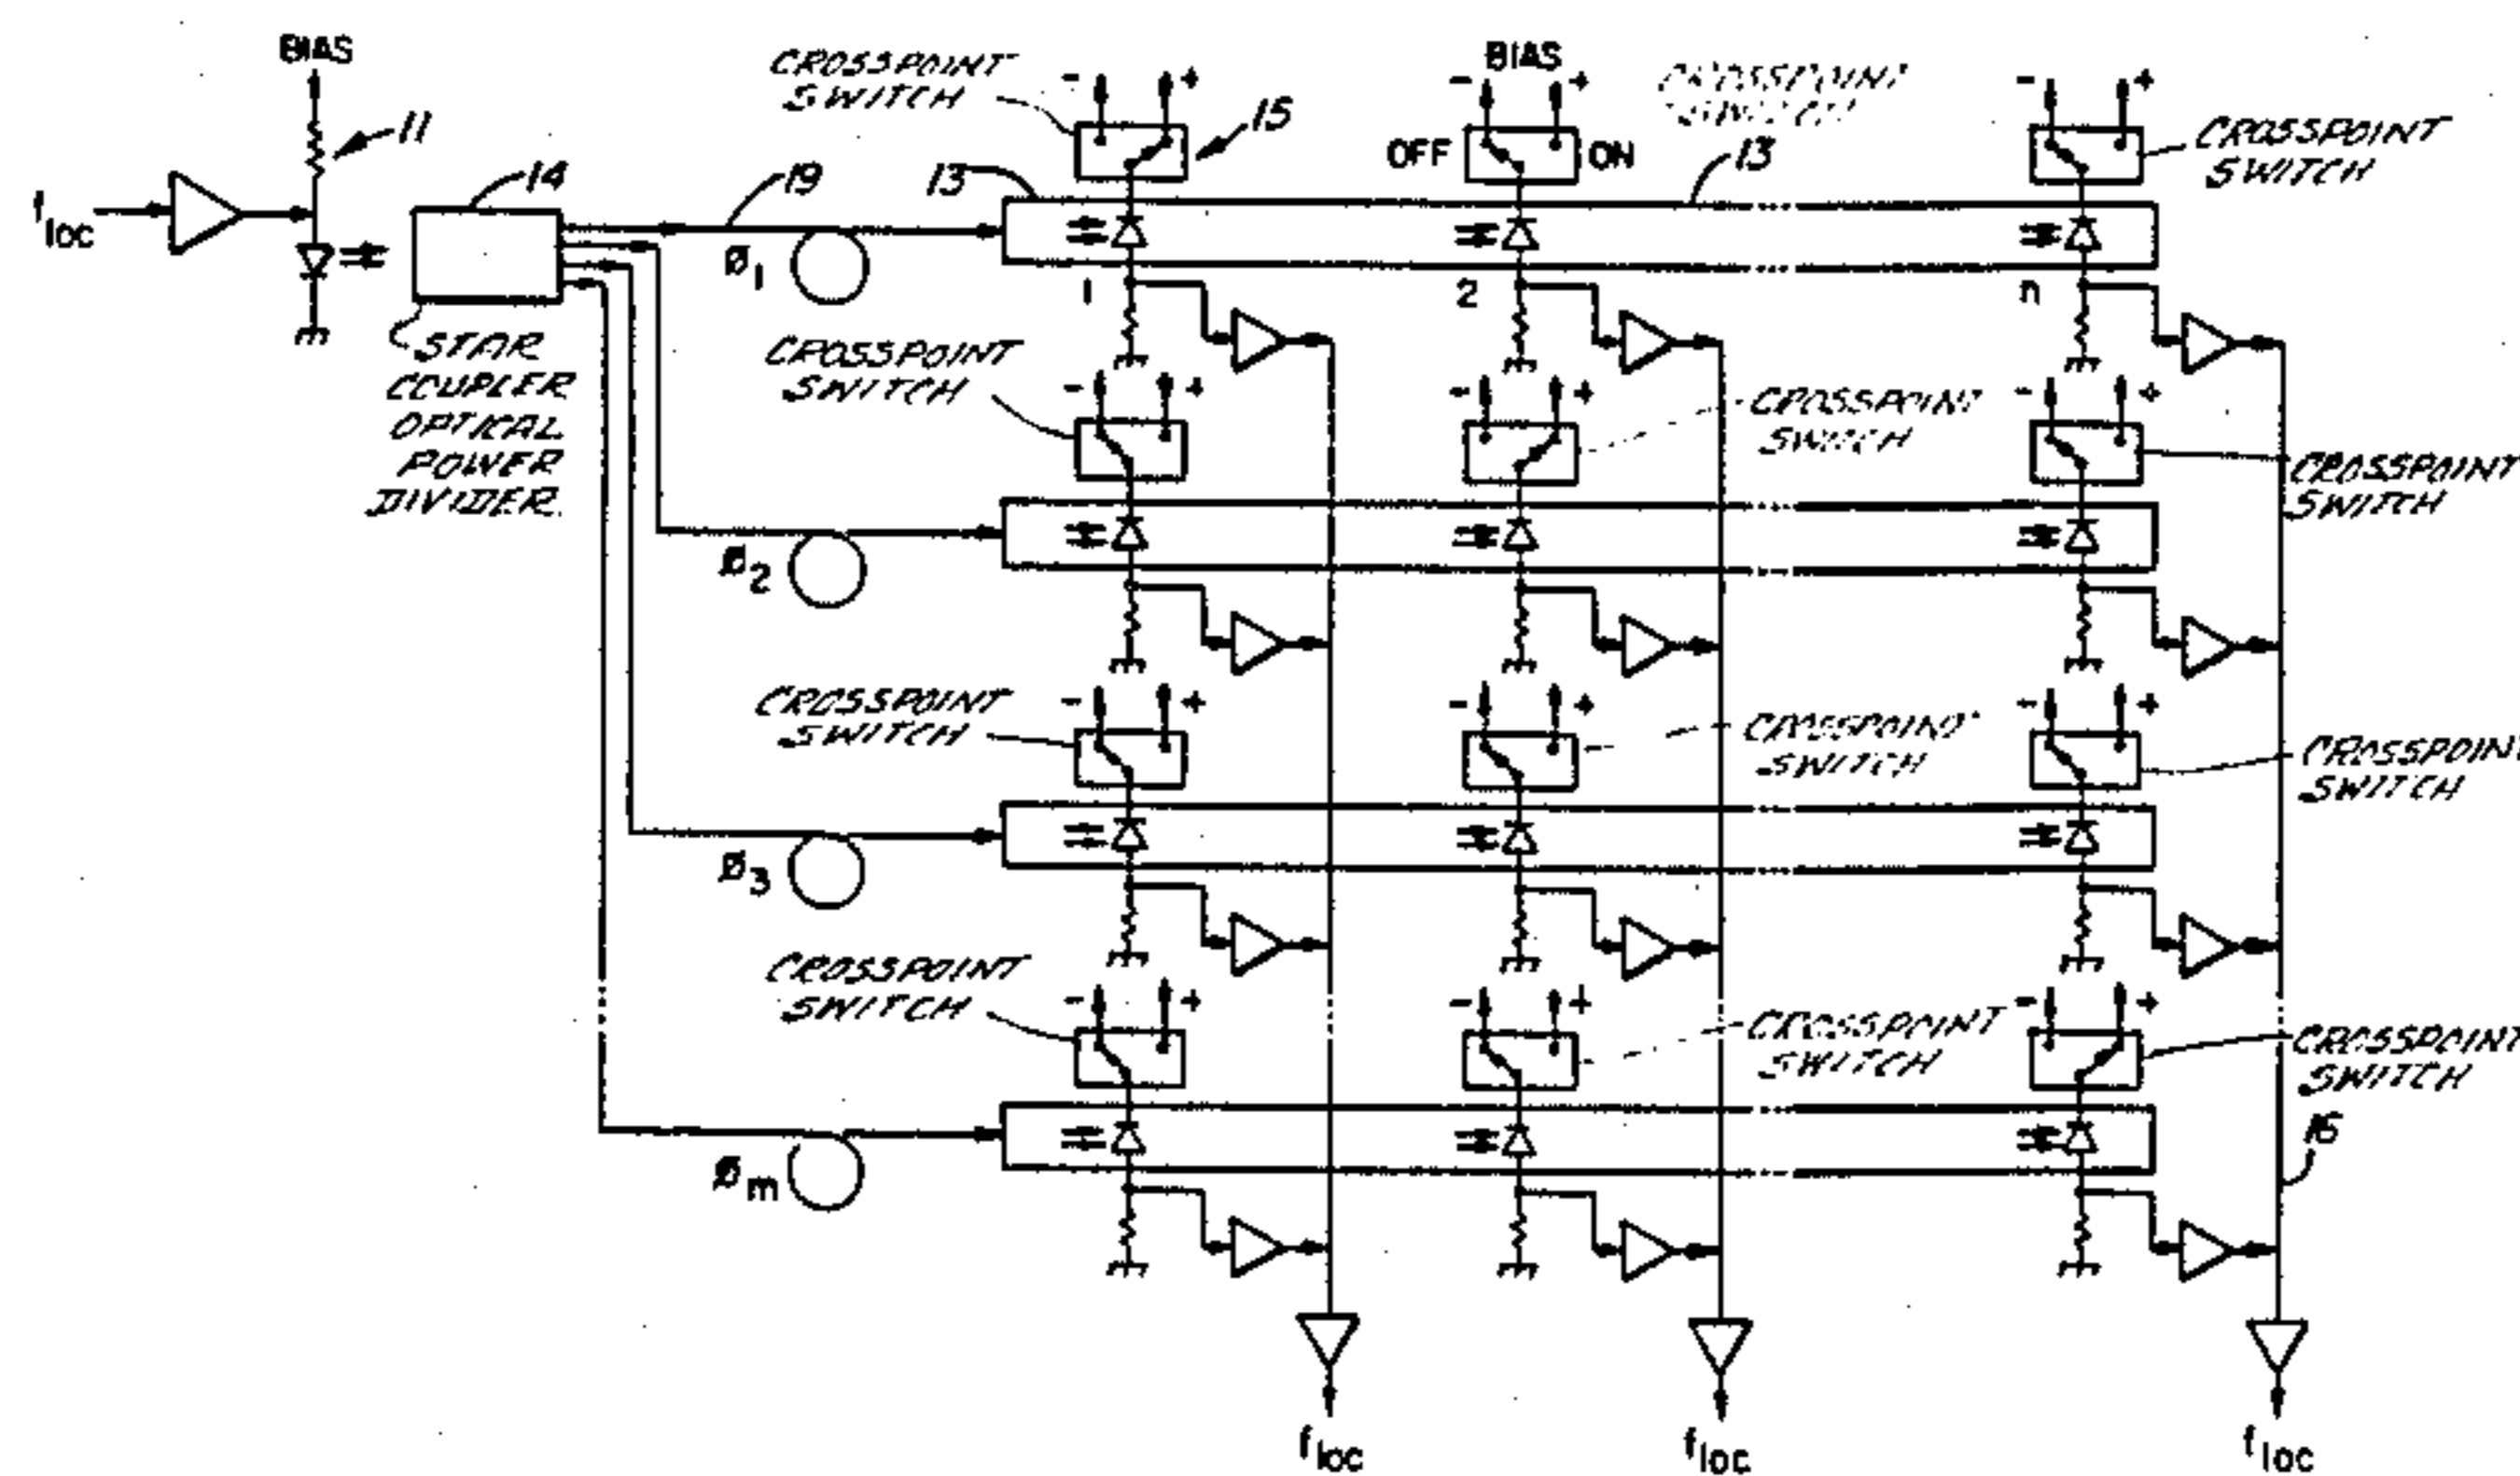 BIAS
11
f loc
14
STAR
COUPLER
OPTICAL
POWER
DIVIDER.
19
Ø1
Ø2
Ø3
Øm
CROSSPOINT
SWITCH
- +
15
13
BIAS
- +
OFF
ON
CROSSPOINT
SWITCH
13
- +
CROSSPOINT
SWITCH
1
2
n
CROSSPOINT
SWITCH
- +
- +
CROSSPOINT
SWITCH
- +
CROSSPOINT
SWITCH
CROSSPOINT
SWITCH
- +
- +
CROSSPOINT
SWITCH
- +
CROSSPOINT
SWITCH
CROSSPOINT
SWITCH
- +
- +
CROSSPOINT
SWITCH
- +
CROSSPOINT
SWITCH
16
f loc
f loc
f loc